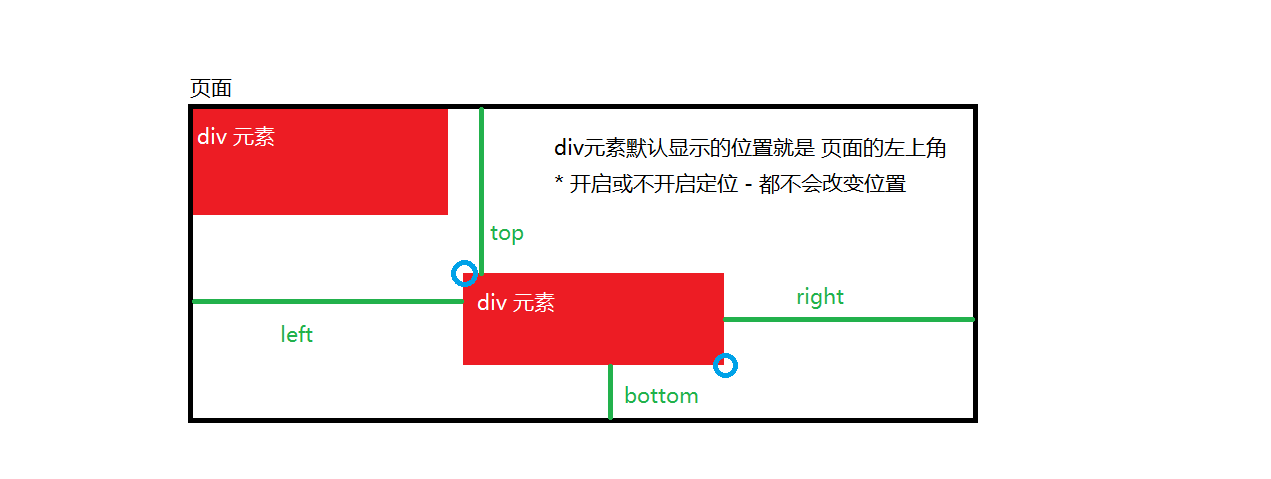 页面
div 元素
div元素默认显示的位置就是 页面的左上角
* 开启或不开启定位 - 都不会改变位置
top
div 元素
right
left
bottom